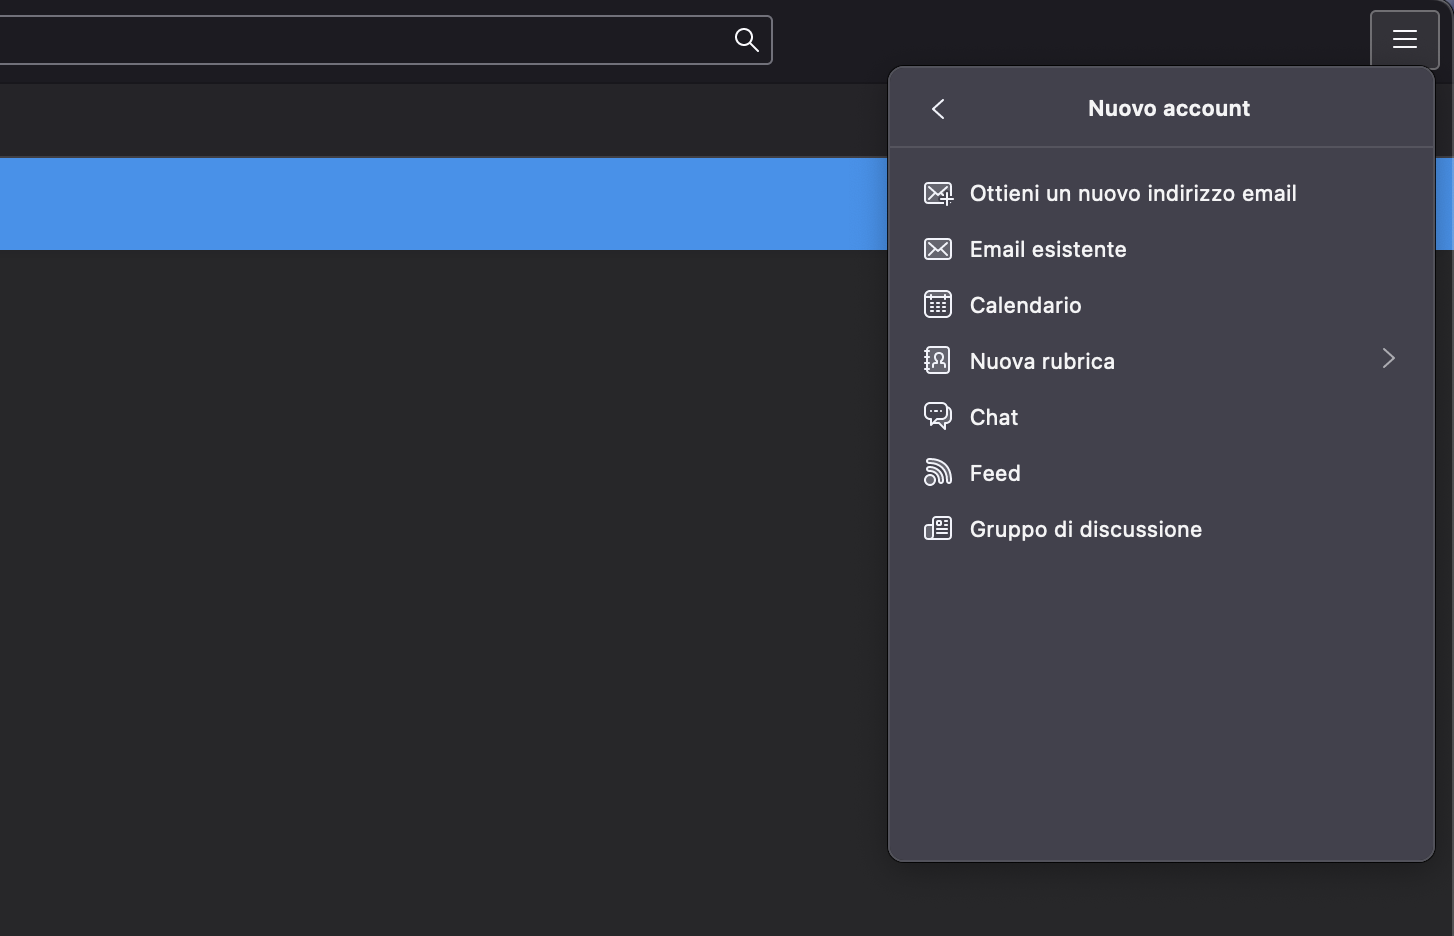 Nuovo account
Ottieni un nuovo indirizzo email
Email esistente
Calendario
Nuova rubrica
Chat
Feed
Gruppo di discussione